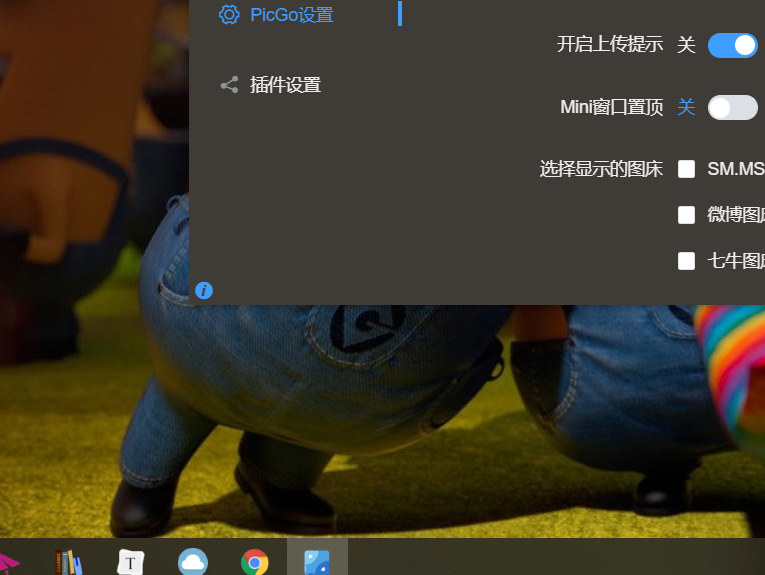 PicGo设置
开启上传提示 关
插件设置
Mini窗口置顶 关
选择显示的图床 SM.MS
微博图床
七牛图床
T